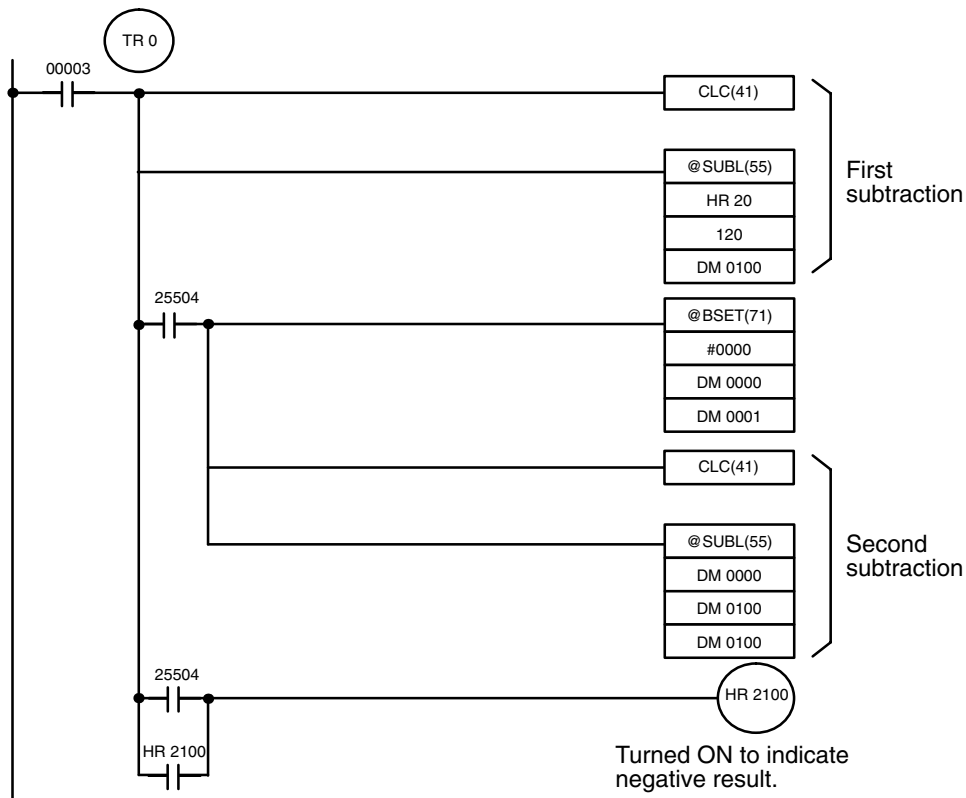 TR 0
00003
CLC(41)
@SUBL(55)
HR 20
120
DM 0100
First
subtraction
25504
@BSET(71)
#0000
DM 0000
DM 0001
CLC(41)
@SUBL(55)
DM 0000
DM 0100
DM 0100
Second
subtraction
25504
HR 2100
HR 2100
Turned ON to indicate
negative result.